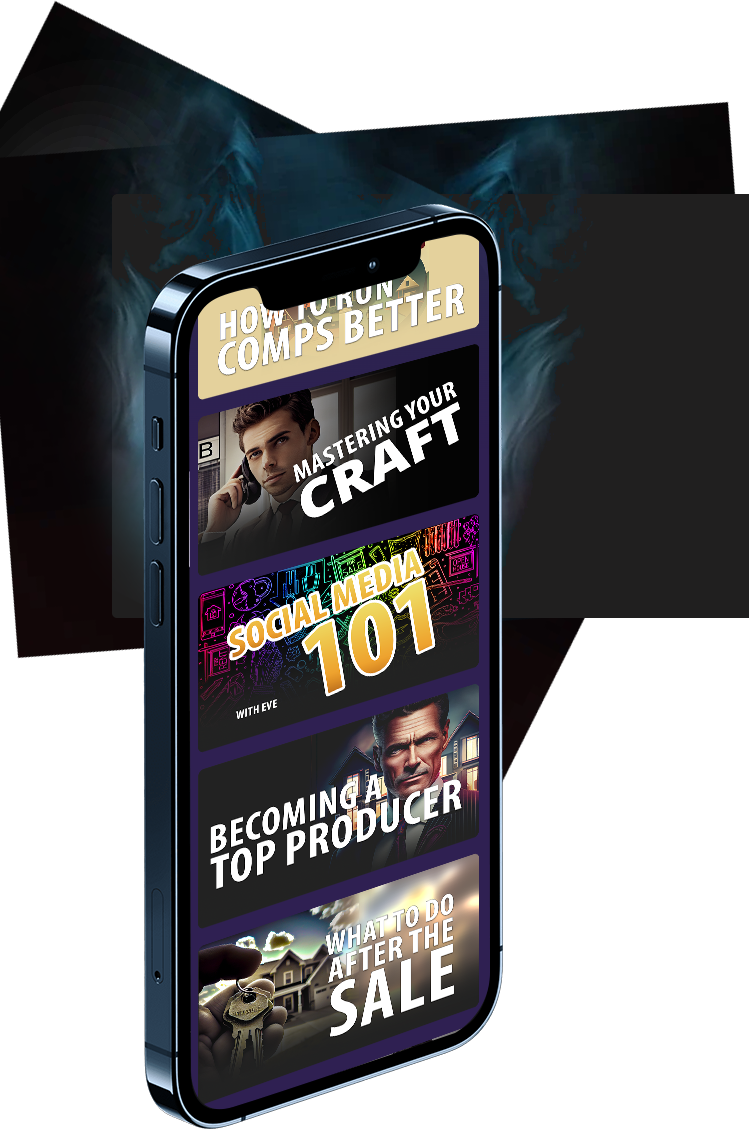 HOW TO RUN
COMPS BETTER
B
MASTERING YOUR
CRAFT
SOCIAL MEDIA
101
WITH EVE
BECOMING A
TOP PRODUCER
WHAT TO DO
AFTER THE
SALE